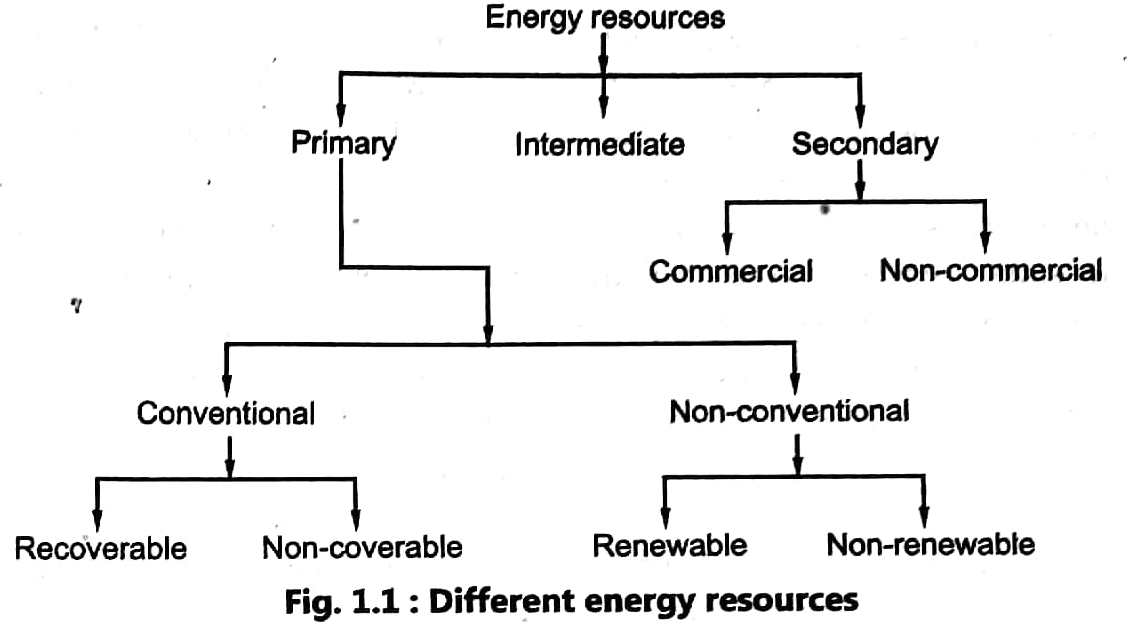 Energy resources
Primary Intermediate Secondary
Commercial Non-commercial
Conventional Non-conventional
Recoverable Non-coverable Renewable Non-renewable
Fig. 1.1 : Different energy resources